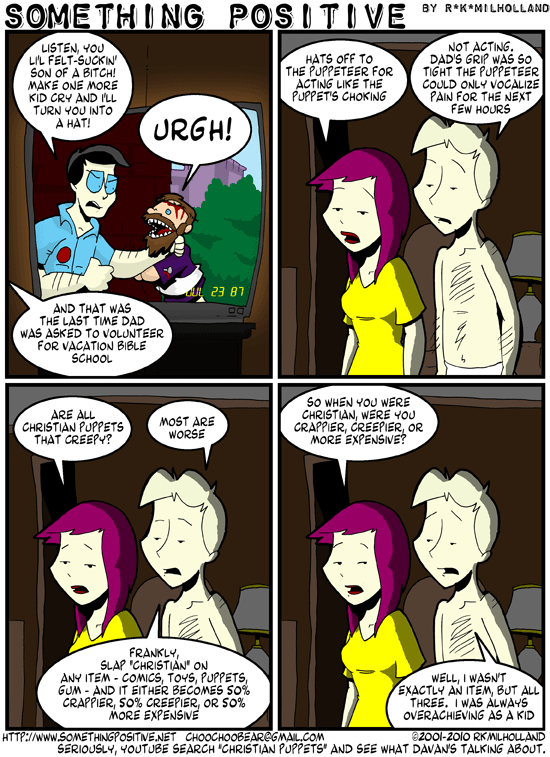 SOMETHING POSITIVE BY R*K*MILHOLLAND
LISTEN, YOU
LI'L FELT-SUCKIN'
SON OF A BITCH!
MAKE ONE MORE
KID CRY AND I'LL
TURN YOU INTO
A HAT!
URGH!
JUL 23 87
AND THAT WAS
THE LAST TIME DAD
WAS ASKED TO VOLUNTEER
FOR VACATION BIBLE
SCHOOL
HATS OFF TO
THE PUPPETEER FOR
ACTING LIKE THE
PUPPET'S CHOKING
NOT ACTING.
DAD'S GRIP WAS SO
TIGHT THE PUPPETEER
COULD ONLY VOCALIZE
PAIN FOR THE NEXT
FEW HOURS
ARE ALL
CHRISTIAN PUPPETS
THAT CREEPY?
MOST ARE
WORSE
FRANKLY,
SLAP "CHRISTIAN" ON
ANY ITEM - COMICS, TOYS, PUPPETS,
GUM - AND IT EITHER BECOMES 50%
CRAPPIER, 50% CREEPIER, OR 50%
MORE EXPENSIVE
SO WHEN YOU WERE
CHRISTIAN, WERE YOU
CRAPPIER, CREEPIER, OR
MORE EXPENSIVE?
WELL, I WASN'T
EXACTLY AN ITEM, BUT ALL
THREE. I WAS ALWAYS
OVERACHIEVING AS A KID
HTTP://WWW.SOMETHINGPOSITIVE.NET CHOOCHOOBEAR@GMAIL.COM ©2001-2010 RKMILHOLLAND
SERIOUSLY, YOUTUBE SEARCH "CHRISTIAN PUPPETS" AND SEE WHAT DAVAN'S TALKING ABOUT.